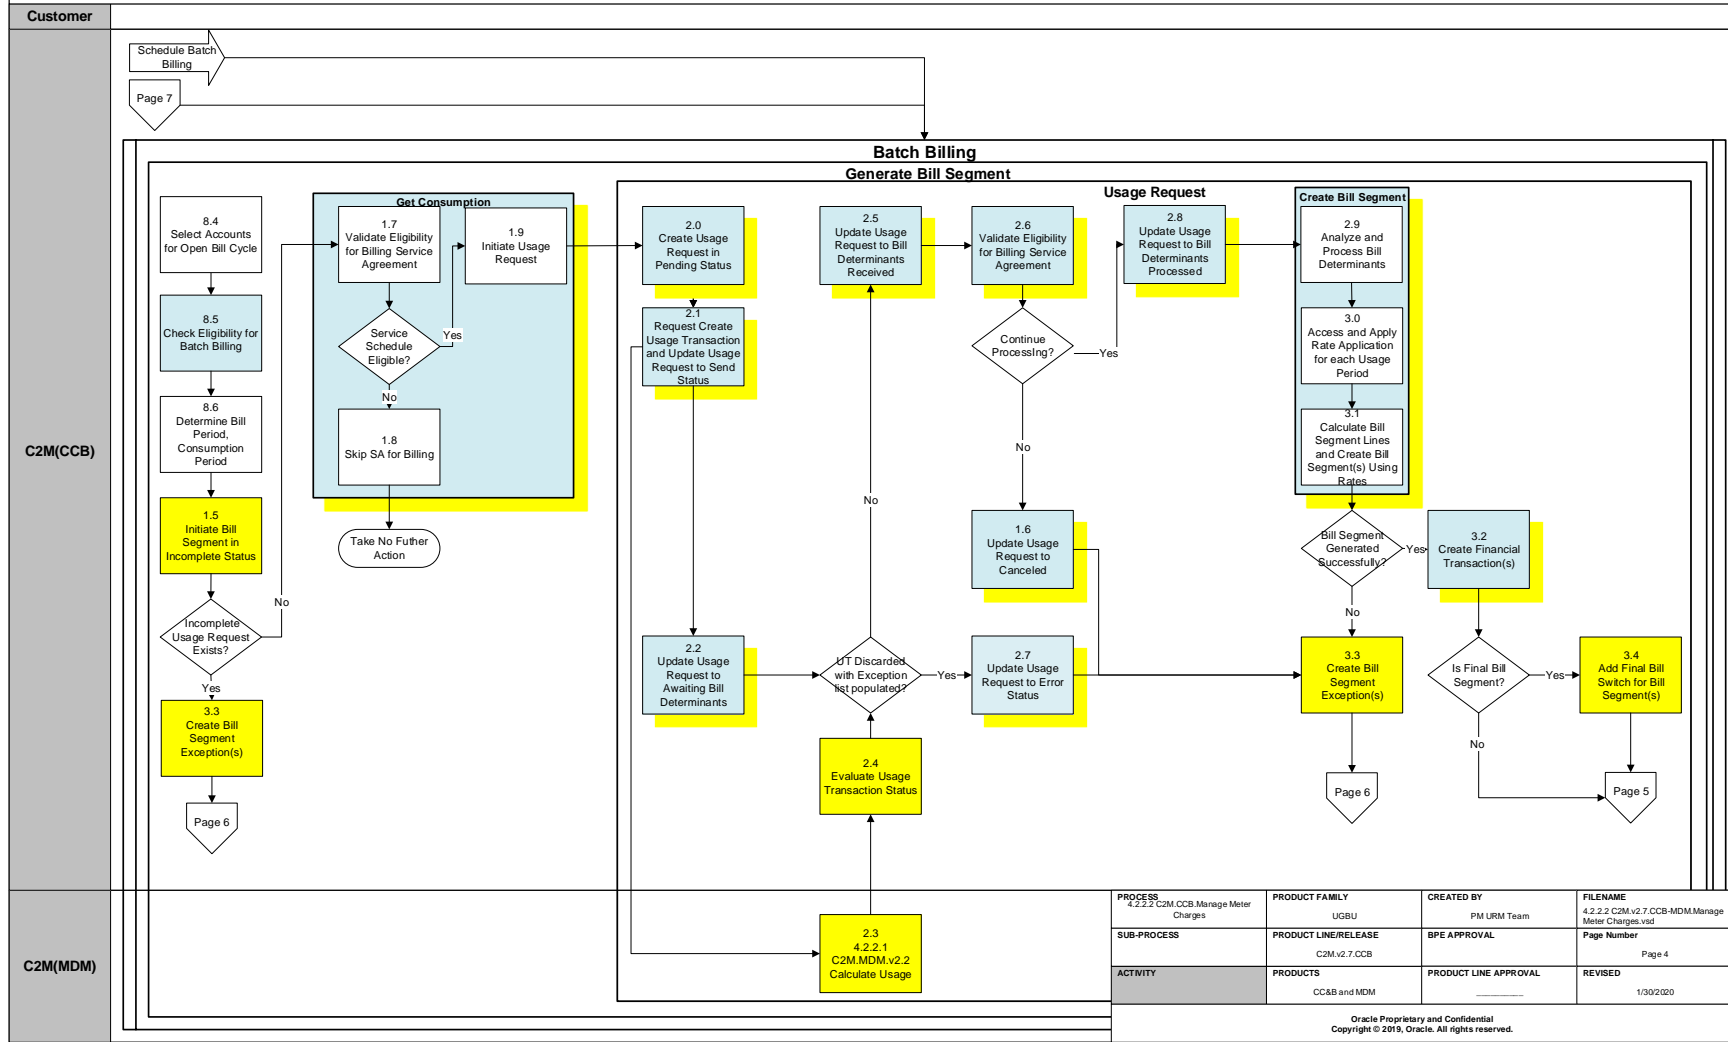 Customer
Schedule Batch
Billing
Page 7
C2M(CCB)
Batch Billing
Generate Bill Segment
Usage Request
8.4
Select Accounts
for Open Bill Cycle
8.5
Check Eligibility for
Batch Billing
8.6
Determine Bill
Period,
Consumption
Period
1.5
Initiate Bill
Segment in
Incomplete Status
Incomplete
Usage Request
Exists?
No
Yes
3.3
Create Bill
Segment
Exception(s)
Page 6
Get Consumption
1.7
Validate Eligibility
for Billing Service
Agreement
1.9
Initiate Usage
Request
Service
Schedule
Eligible?
Yes
No
1.8
Skip SA for Billing
Take No Futher
Action
2.0
Create Usage
Request in
Pending Status
2.1
Request Create
Usage Transaction
and Update Usage
Request to Send
Status
2.2
Update Usage
Request to
Awaiting Bill
Determinants
2.5
Update Usage
Request to Bill
Determinants
Received
No
UT Discarded
with Exception
list populated?
Yes
2.4
Evaluate Usage
Transaction Status
2.6
Validate Eligibility
for Billing Service
Agreement
Continue
ProcessIng?
Yes
No
1.6
Update Usage
Request to
Canceled
2.7
Update Usage
Request to Error
Status
2.8
Update Usage
Request to Bill
Determinants
Processed
Create Bill Segment
2.9
Analyze and
Process Bill
Determinants
3.0
Access and Apply
Rate Application
for each Usage
Period
3.1
Calculate Bill
Segment Lines
and Create Bill
Segment(s) Using
Rates
Bill Segment
Generated
Successfully?
Yes
No
3.2
Create Financial
Transaction(s)
3.3
Create Bill
Segment
Exception(s)
Page 6
Is Final Bill
Segment?
Yes
No
3.4
Add Final Bill
Switch for Bill
Segment(s)
Page 5
C2M(MDM)
2.3
4.2.2.1
C2M.MDM.v2.2
Calculate Usage
PROCESS
4.2.2.2 C2M.CCB.Manage Meter
Charges
PRODUCT FAMILY
UGBU
CREATED BY
PM URM Team
FILENAME
4.2.2.2 C2M.v2.7.CCB-MDM.Manage
Meter Charges.vsd
SUB-PROCESS
PRODUCT LINE/RELEASE
C2M.v2.7.CCB
BPE APPROVAL
Page Number
Page 4
ACTIVITY
PRODUCTS
CC&B and MDM
PRODUCT LINE APPROVAL
____________
REVISED
1/30/2020
Oracle Proprietary and Confidential
Copyright © 2019, Oracle. All rights reserved.